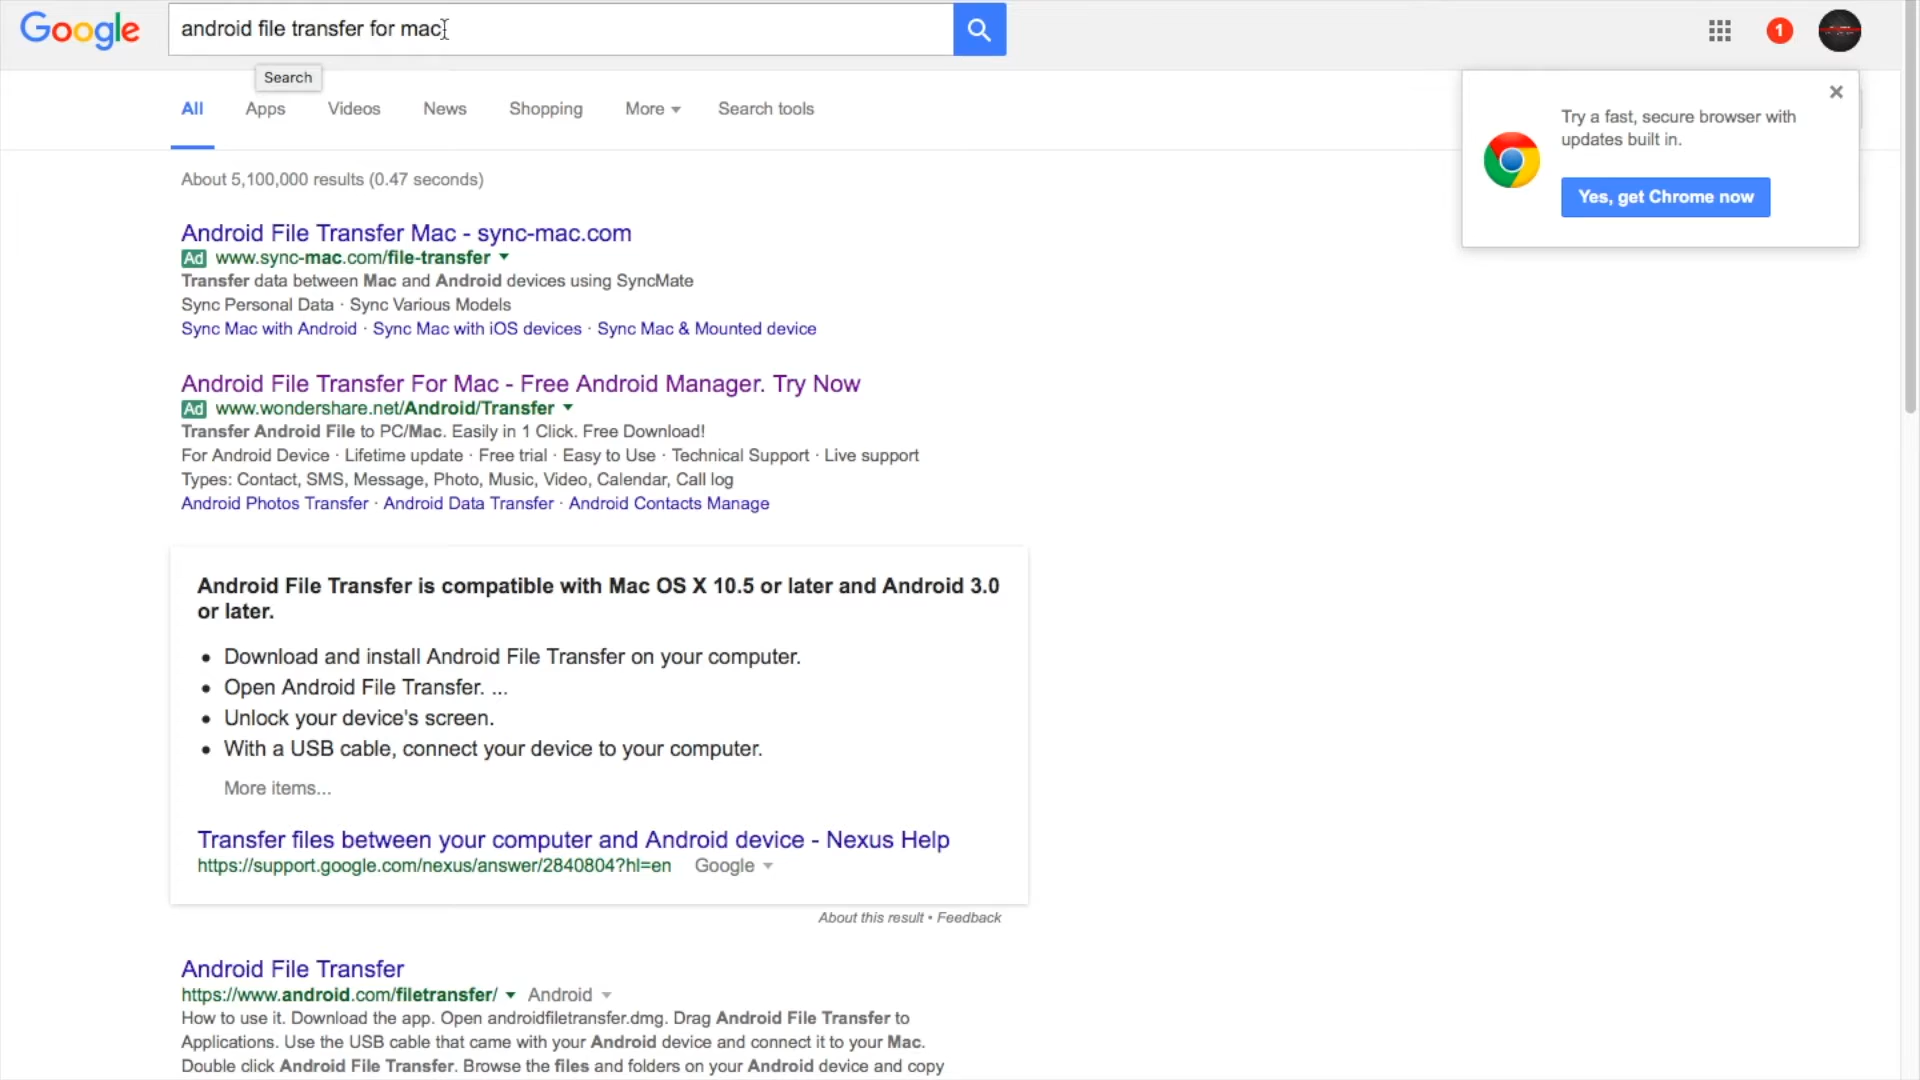 Google
android file transfer for mac
1
Search
All Apps Videos News Shopping More Search tools
Try a fast, secure browser with
updates built in.
Yes, get Chrome now
About 5,100,000 results (0.47 seconds)
Android File Transfer Mac - sync-mac.com
Ad www.sync-mac.com/file-transfer
Transfer data between Mac and Android devices using SyncMate
Sync Personal Data · Sync Various Models
Sync Mac with Android · Sync Mac with iOS devices · Sync Mac & Mounted device
Android File Transfer For Mac - Free Android Manager. Try Now
Ad www.wondershare.net/Android/Transfer
Transfer Android File to PC/Mac. Easily in 1 Click. Free Download!
For Android Device · Lifetime update · Free trial · Easy to Use · Technical Support · Live support
Types: Contact, SMS, Message, Photo, Music, Video, Calendar, Call log
Android Photos Transfer · Android Data Transfer · Android Contacts Manage
Android File Transfer is compatible with Mac OS X 10.5 or later and Android 3.0
or later.
• Download and install Android File Transfer on your computer.
• Open Android File Transfer. ...
• Unlock your device's screen.
• With a USB cable, connect your device to your computer.
More items...
Transfer files between your computer and Android device - Nexus Help
https://support.google.com/nexus/answer/2840804?hl=en Google
About this result • Feedback
Android File Transfer
https://www.android.com/filetransfer/ Android
How to use it. Download the app. Open androidfiletransfer.dmg. Drag Android File Transfer to
Applications. Use the USB cable that came with your Android device and connect it to your Mac.
Double click Android File Transfer. Browse the files and folders on your Android device and copy